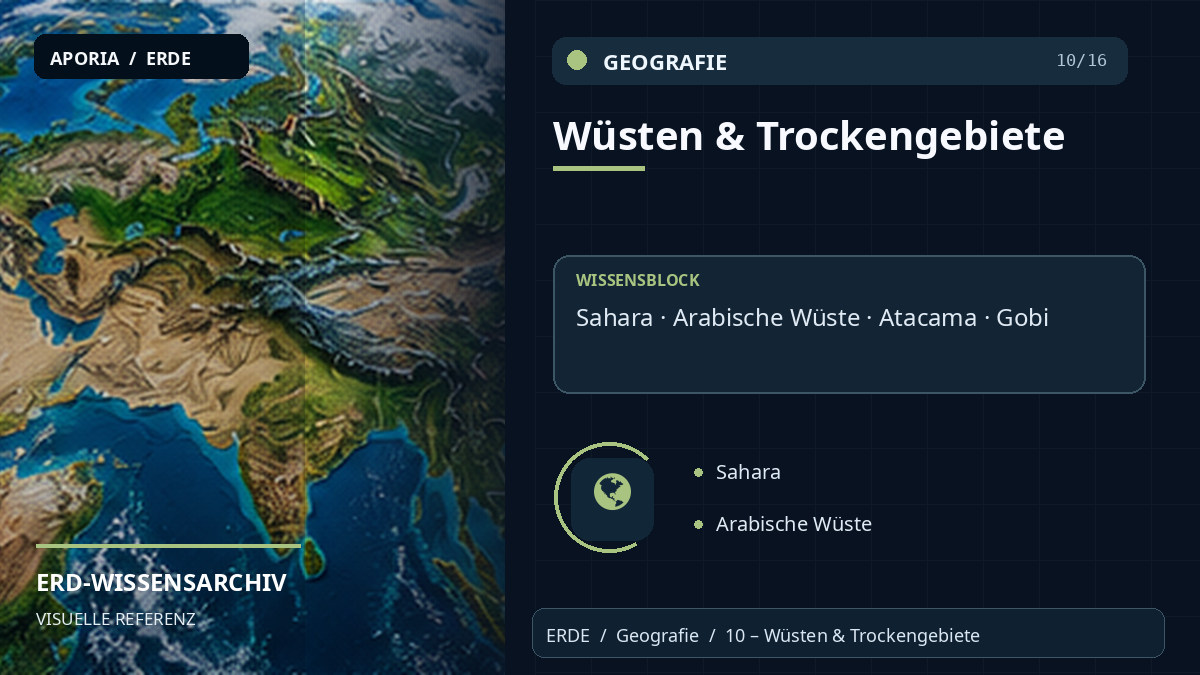 APORIA / ERDE
GEOGRAFIE
10/16
Wüsten & Trockengebiete
WISSENSBLOCK
Sahara · Arabische Wüste · Atacama · Gobi
Sahara
Arabische Wüste
ERD-WISSENSARCHIV
VISUELLE REFERENZ
ERDE / Geografie / 10 – Wüsten & Trockengebiete